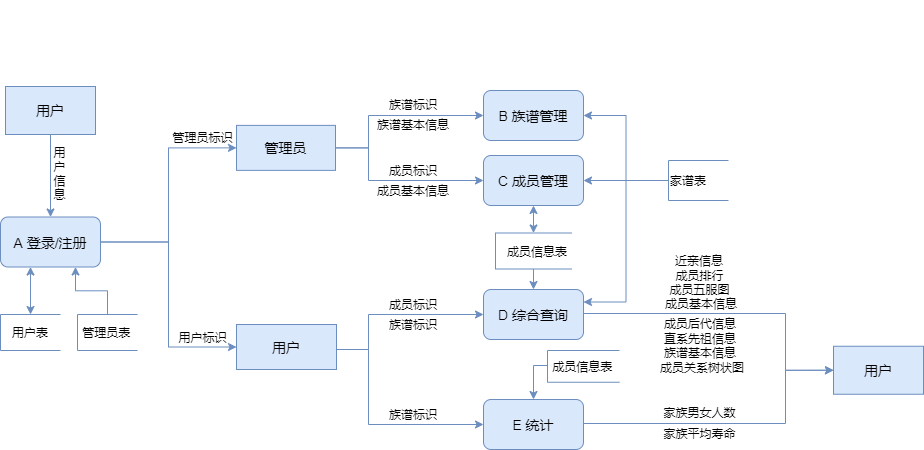 用户
用
户
信
息
A 登录/注册
用户表
管理员表
管理员标识
管理员
用户标识
用户
族谱标识
族谱基本信息
成员标识
成员基本信息
B 族谱管理
C 成员管理
家谱表
成员信息表
成员标识
族谱标识
D 综合查询
族谱标识
成员信息表
E 统计
近亲信息
成员排行
成员五服图
成员基本信息
成员后代信息
直系先祖信息
族谱基本信息
成员关系树状图
家族男女人数
家族平均寿命
用户